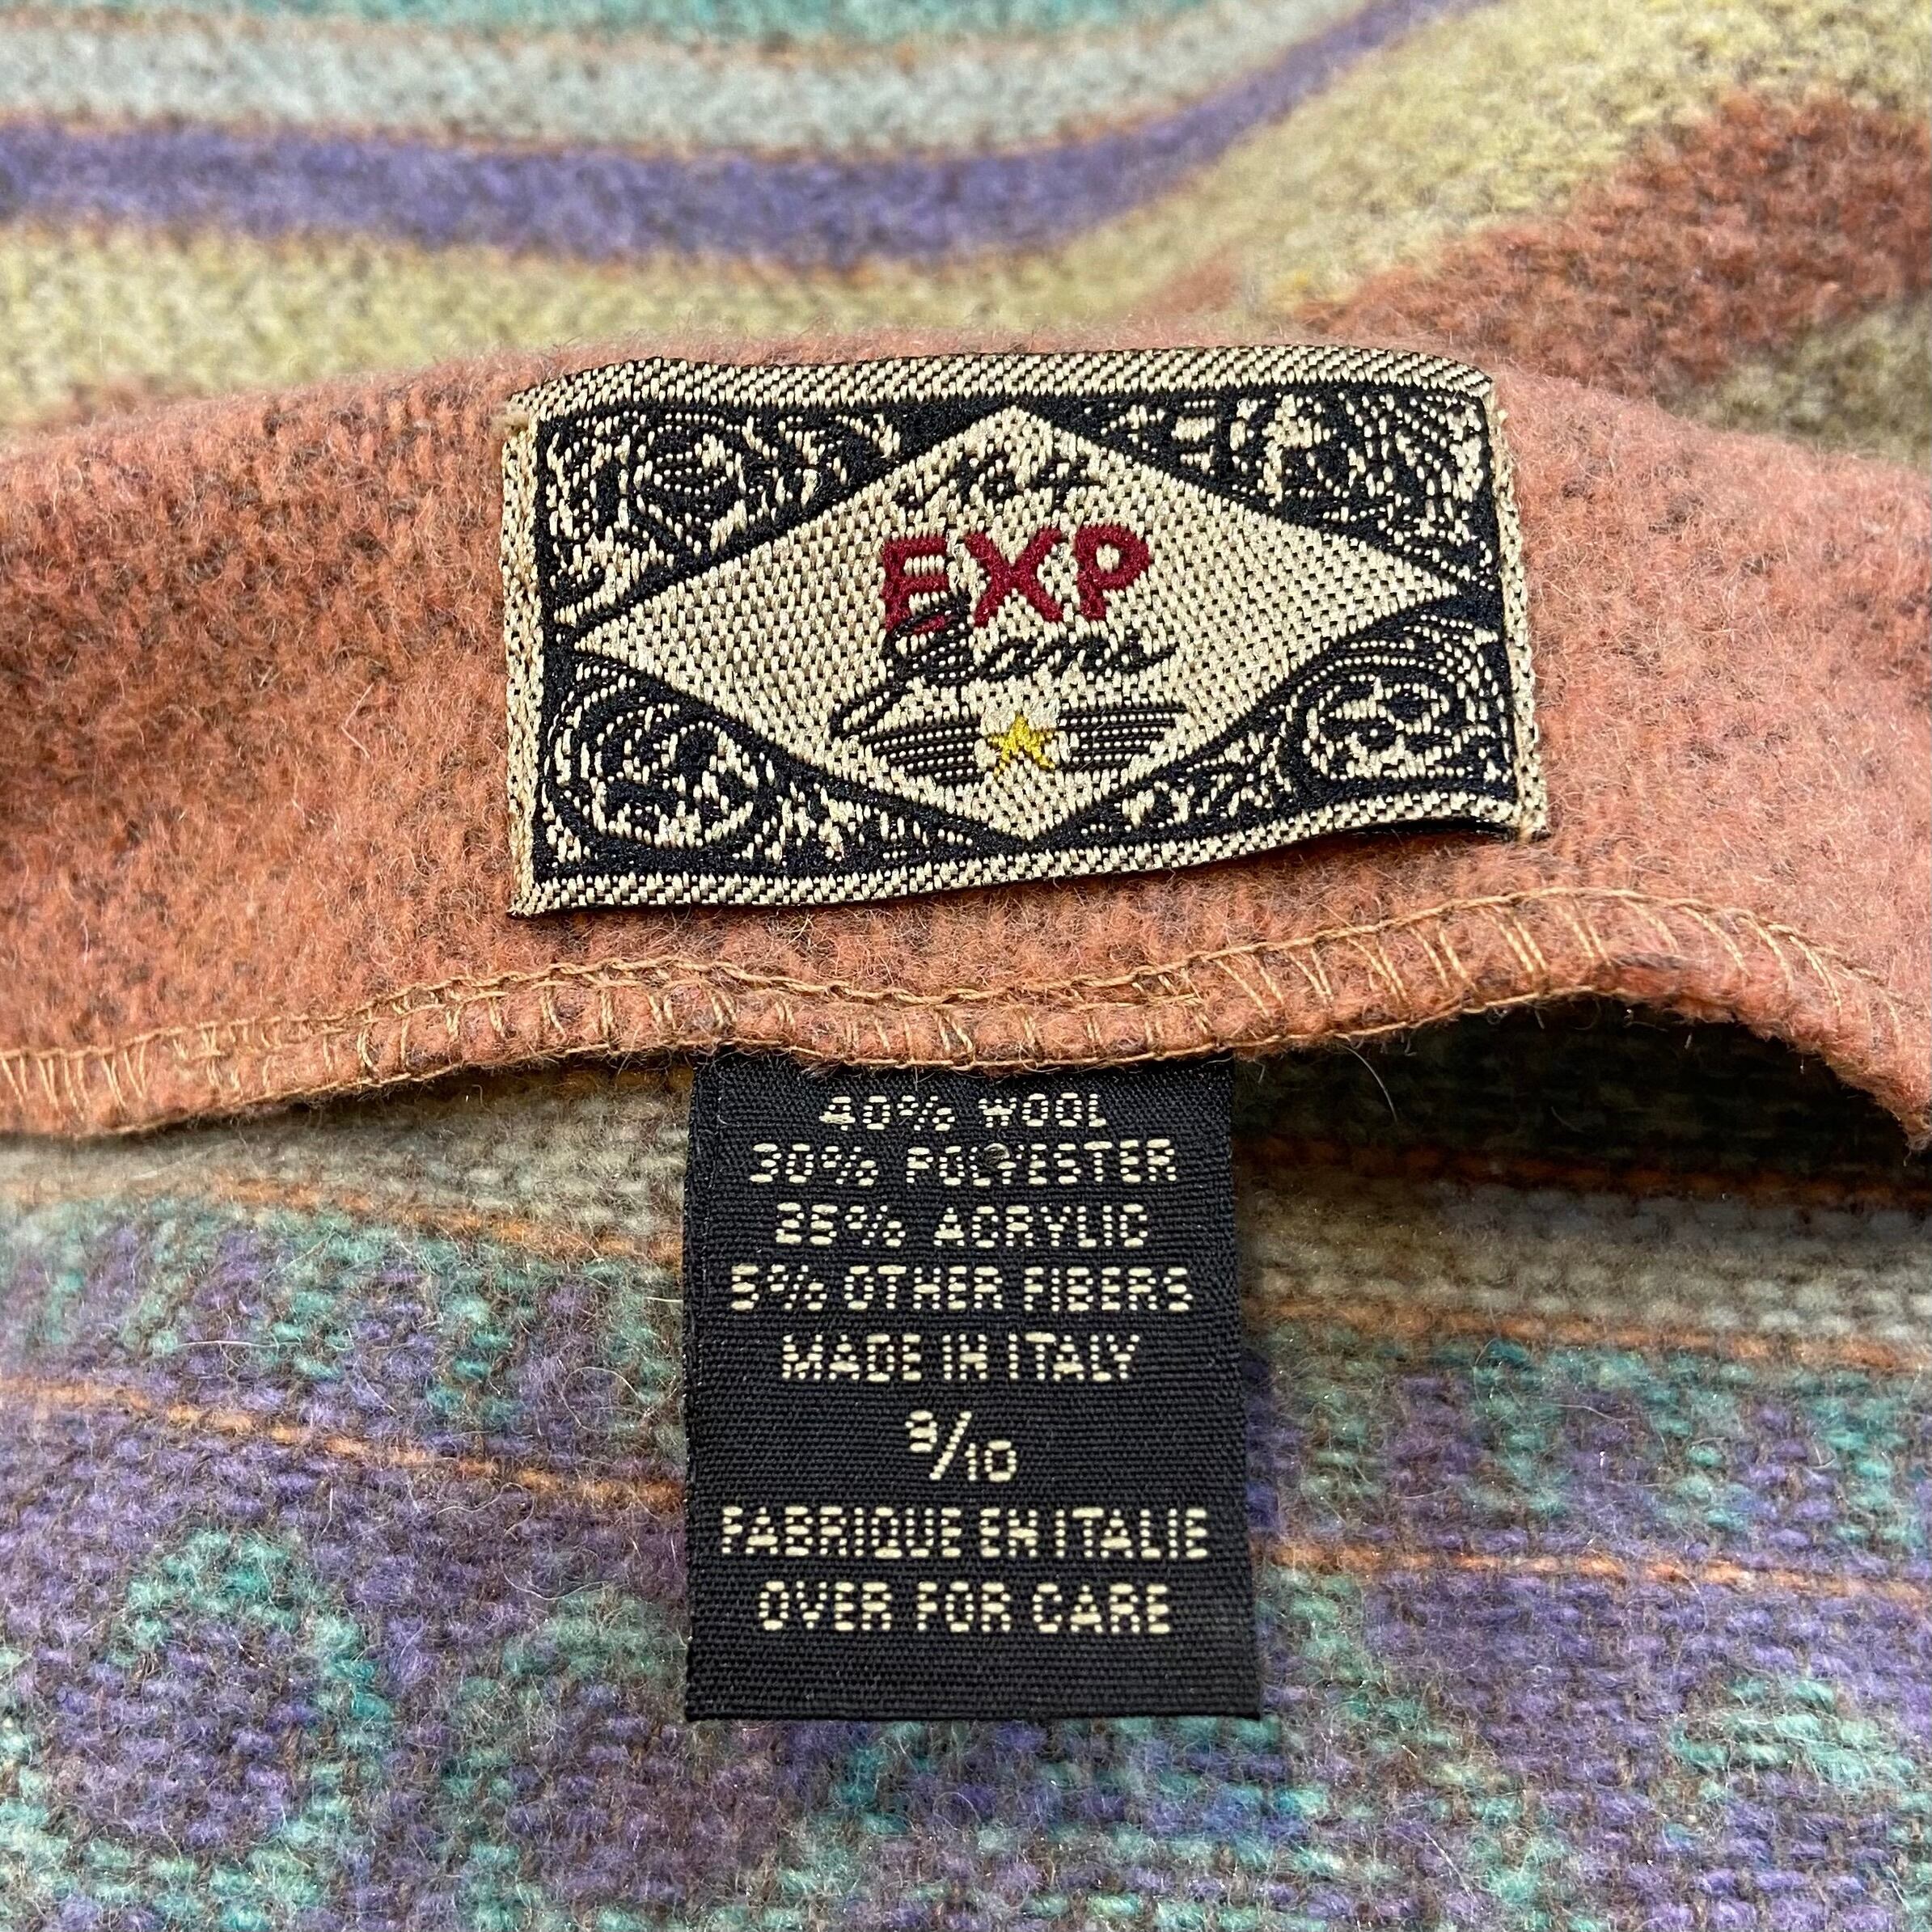 EXP
Jeans
40% WOOL
30% POLYESTER
25% ACRYLIC
5% OTHER FIBERS
MADE IN ITALY
9/10
FABRIQUE EN ITALIE
OVER FOR CARE